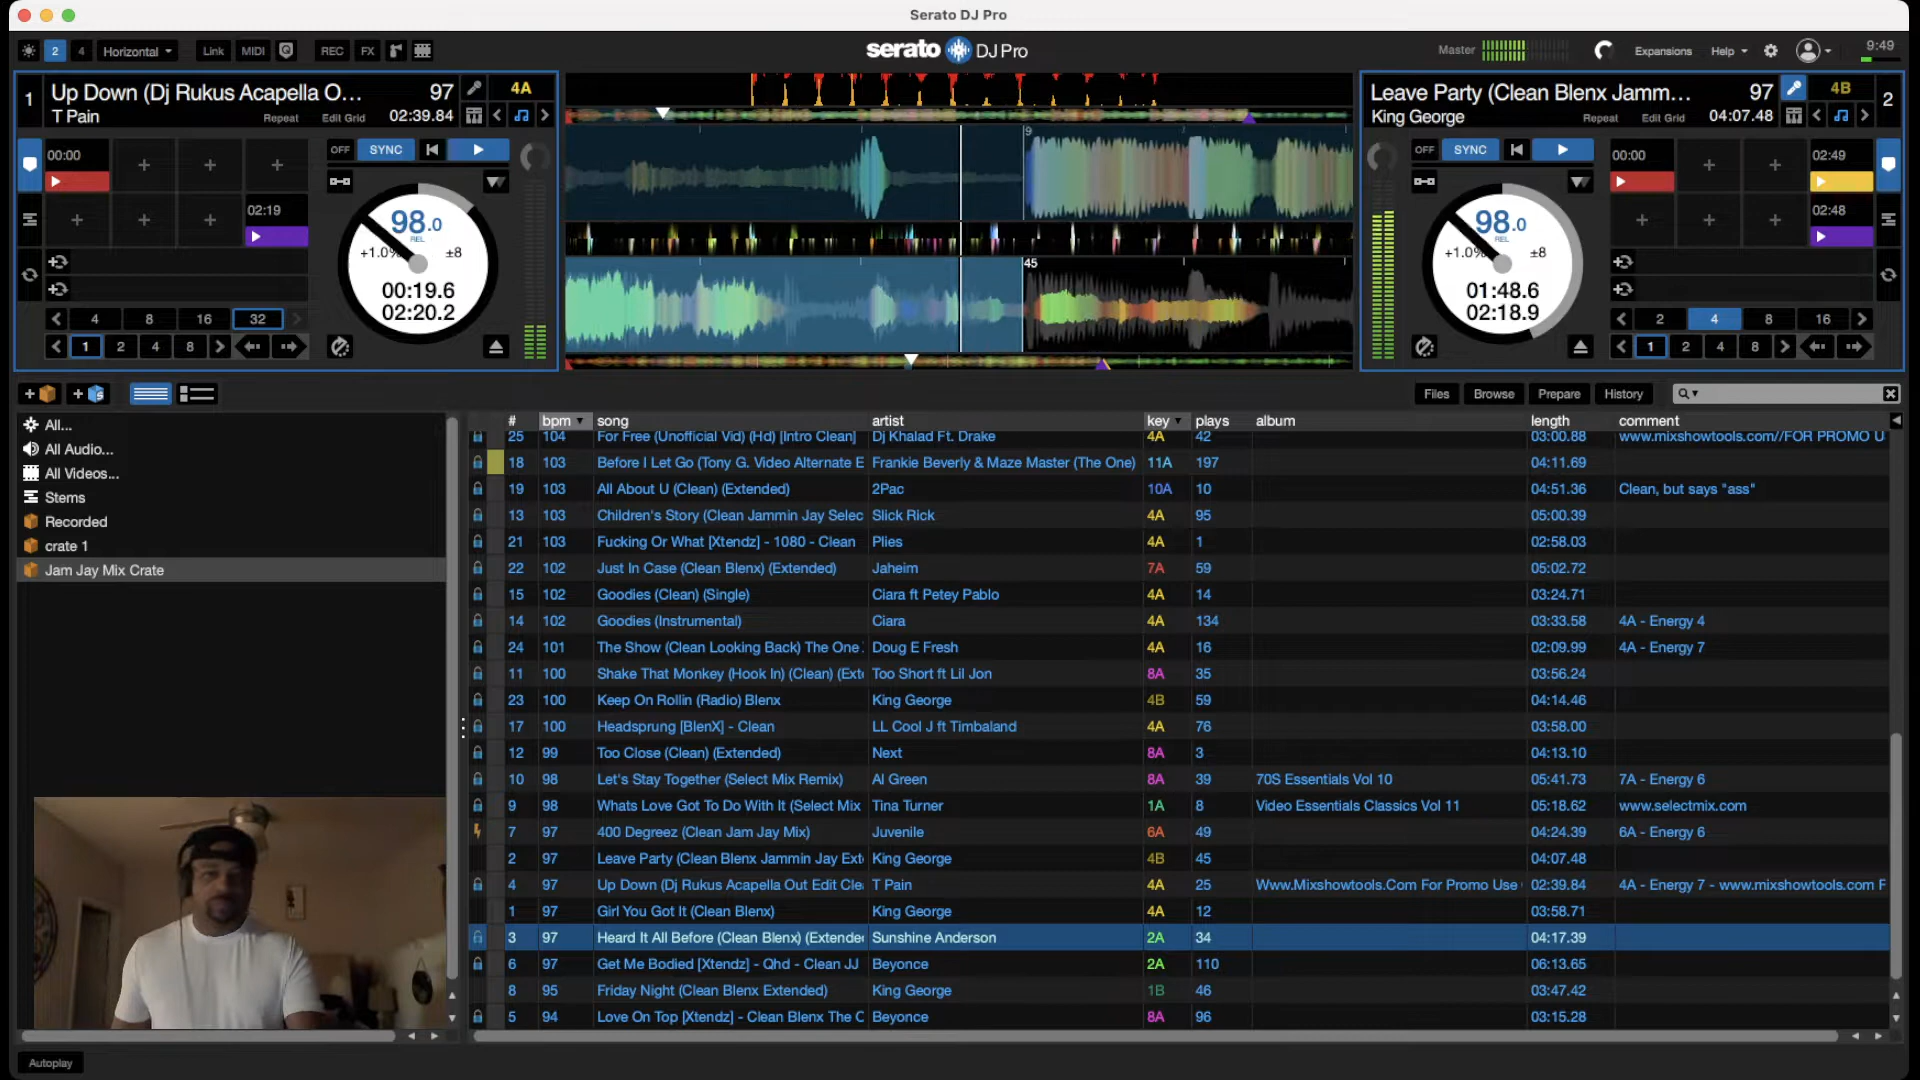 Serato DJ Pro
2 4 Horizontal Link MIDI REC FX
serato DJ Pro
Master Expansions Help 9:49
1 Up Down (Dj Rukus Acapella O... 97 4A
T Pain Repeat Edit Grid 02:39.84
00:00 OFF SYNC
02:19
98.0
REL
+1.0% ±8
00:19.6
02:20.2
4 8 16 32
1 2 4 8
9
45
Leave Party (Clean Blenx Jamm... 97 4B 2
King George Repeat Edit Grid 04:07.48
OFF SYNC 00:00 02:49
02:48
98.0
REL
+1.0% ±8
01:48.6
02:18.9
2 4 8 16
1 2 4 8
Files Browse Prepare History
All...
All Audio...
All Videos...
Stems
Recorded
crate 1
Jam Jay Mix Crate
# bpm song artist key plays album length comment
25 104 For Free (Unofficial Vid) (Hd) [Intro Clean] Dj Khalad Ft. Drake 4A 42 03:00.88 www.mixshowtools.com//FOR PROMO U
18 103 Before I Let Go (Tony G. Video Alternate E Frankie Beverly & Maze Master (The One) 11A 197 04:11.69
19 103 All About U (Clean) (Extended) 2Pac 10A 10 04:51.36 Clean, but says "ass"
13 103 Children's Story (Clean Jammin Jay Selec Slick Rick 4A 95 05:00.39
21 103 Fucking Or What [Xtendz] - 1080 - Clean Plies 4A 1 02:58.03
22 102 Just In Case (Clean Blenx) (Extended) Jaheim 7A 59 05:02.72
15 102 Goodies (Clean) (Single) Ciara ft Petey Pablo 4A 14 03:24.71
14 102 Goodies (Instrumental) Ciara 4A 134 03:33.58 4A - Energy 4
24 101 The Show (Clean Looking Back) The One Doug E Fresh 4A 16 02:09.99 4A - Energy 7
11 100 Shake That Monkey (Hook In) (Clean) (Ext Too Short ft Lil Jon 8A 35 03:56.24
23 100 Keep On Rollin (Radio) Blenx King George 4B 59 04:14.46
17 100 Headsprung [BlenX] - Clean LL Cool J ft Timbaland 4A 76 03:58.00
12 99 Too Close (Clean) (Extended) Next 8A 3 04:13.10
10 98 Let's Stay Together (Select Mix Remix) Al Green 8A 39 70S Essentials Vol 10 05:41.73 7A - Energy 6
9 98 Whats Love Got To Do With It (Select Mix Tina Turner 1A 8 Video Essentials Classics Vol 11 05:18.62 www.selectmix.com
7 97 400 Degreez (Clean Jam Jay Mix) Juvenile 6A 49 04:24.39 6A - Energy 6
2 97 Leave Party (Clean Blenx Jammin Jay Ext King George 4B 45 04:07.48
4 97 Up Down (Dj Rukus Acapella Out Edit Cle T Pain 4A 25 Www.Mixshowtools.Com For Promo Use 02:39.84 4A - Energy 7 - www.mixshowtools.com F
1 97 Girl You Got It (Clean Blenx) King George 4A 12 03:58.71
3 97 Heard It All Before (Clean Blenx) (Extende Sunshine Anderson 2A 34 04:17.39
6 97 Get Me Bodied [Xtendz] - Qhd - Clean JJ Beyonce 2A 110 06:13.65
8 95 Friday Night (Clean Blenx Extended) King George 1B 46 03:47.42
5 94 Love On Top [Xtendz] - Clean Blenx The C Beyonce 8A 96 03:15.28
Autoplay